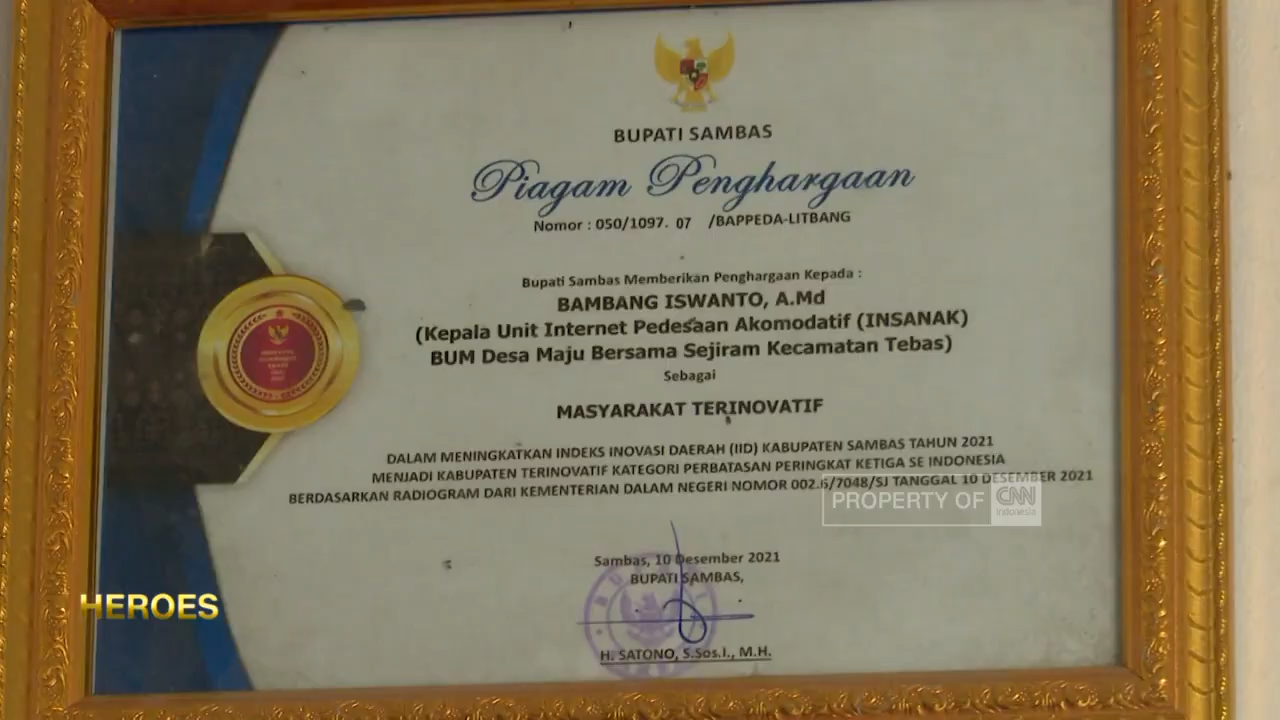 BUPATI SAMBAS
Piagam Penghargaan
Nomor : 050/1097. 07 /BAPPEDA-LITBANG
Bupati Sambas Memberikan Penghargaan Kepada :
BAMBANG ISWANTO, A.Md
(Kepala Unit Internet Pedesaan Akomodatif (INSANAK)
BUM Desa Maju Bersama Sejiram Kecamatan Tebas)
Sebagai
MASYARAKAT TERINOVATIF
DALAM MENINGKATKAN INDEKS INOVASI DAERAH (IID) KABUPATEN SAMBAS TAHUN 2021
MENJADI KABUPATEN TERINOVATIF KATEGORI PERBATASAN PERINGKAT KETIGA SE INDONESIA
BERDASARKAN RADIOGRAM DARI KEMENTERIAN DALAM NEGERI NOMOR 002.6/7048/SJ TANGGAL 10 DESEMBER 2021
PROPERTY OF CNN
Indonesia
Sambas, 10 Desember 2021
BUPATI SAMBAS,
H. SATONO, S.Sos.I., M.H.
HEROES